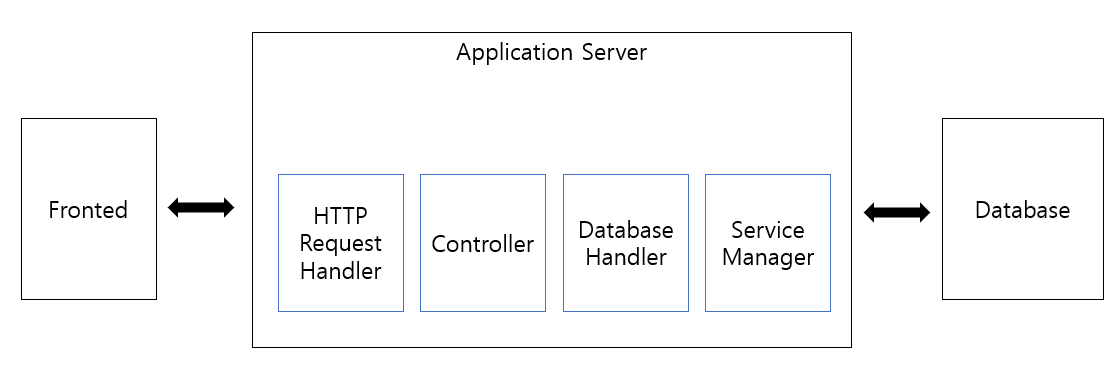 Application Server
Fronted
HTTP
Request
Handler
Controller
Database
Handler
Service
Manager
Database